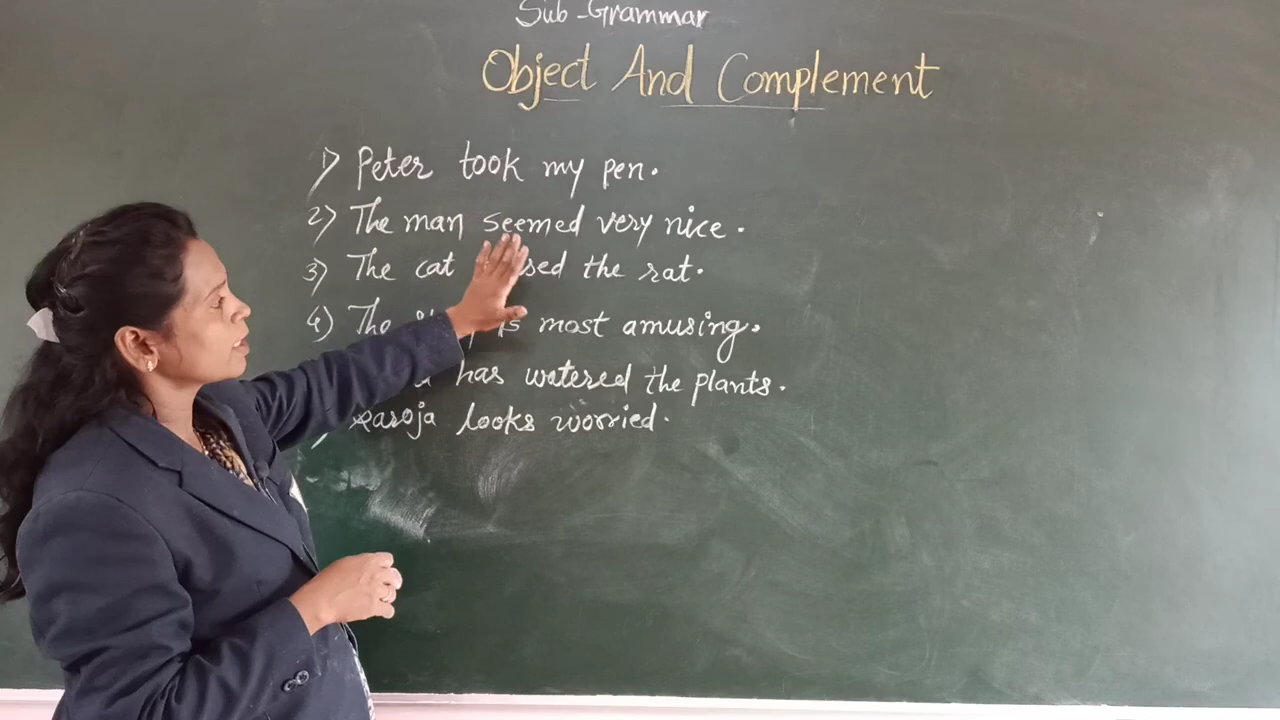 Sub-Grammar
Object And Complement
1) Peter took my pen.
2) The man seemed very nice.
3) The cat the rat.
4) The is most amusing.
has watered the plants.
Saroja looks worried.